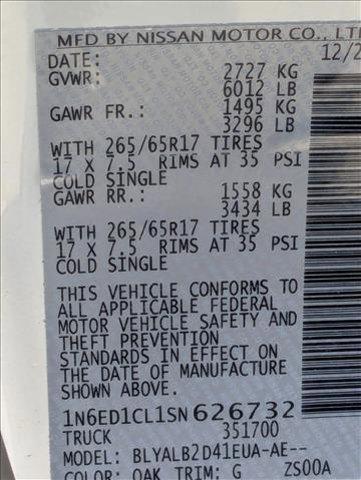 MFD BY NISSAN MOTOR CO., LT
DATE: 12/2
GVWR: 2727 KG
6012 LB
GAWR FR.: 1495 KG
3296 LB
WITH 265/65R17 TIRES
17 X 7.5 RIMS AT 35 PSI
COLD SINGLE
GAWR RR.: 1558 KG
3434 LB
WITH 265/65R17 TIRES
17 X 7.5 RIMS AT 35 PSI
COLD SINGLE
THIS VEHICLE CONFORMS TO
ALL APPLICABLE FEDERAL
MOTOR VEHICLE SAFETY AND
THEFT PREVENTION
STANDARDS IN EFFECT ON
THE DATE OF MANUFACTURE
SHOWN ABOVE.
1N6ED1CL1SN626732
TRUCK 351700
MODEL: BLYALB2D41EUA-AE--
COLOR: QAK TRIM: G ZS00A